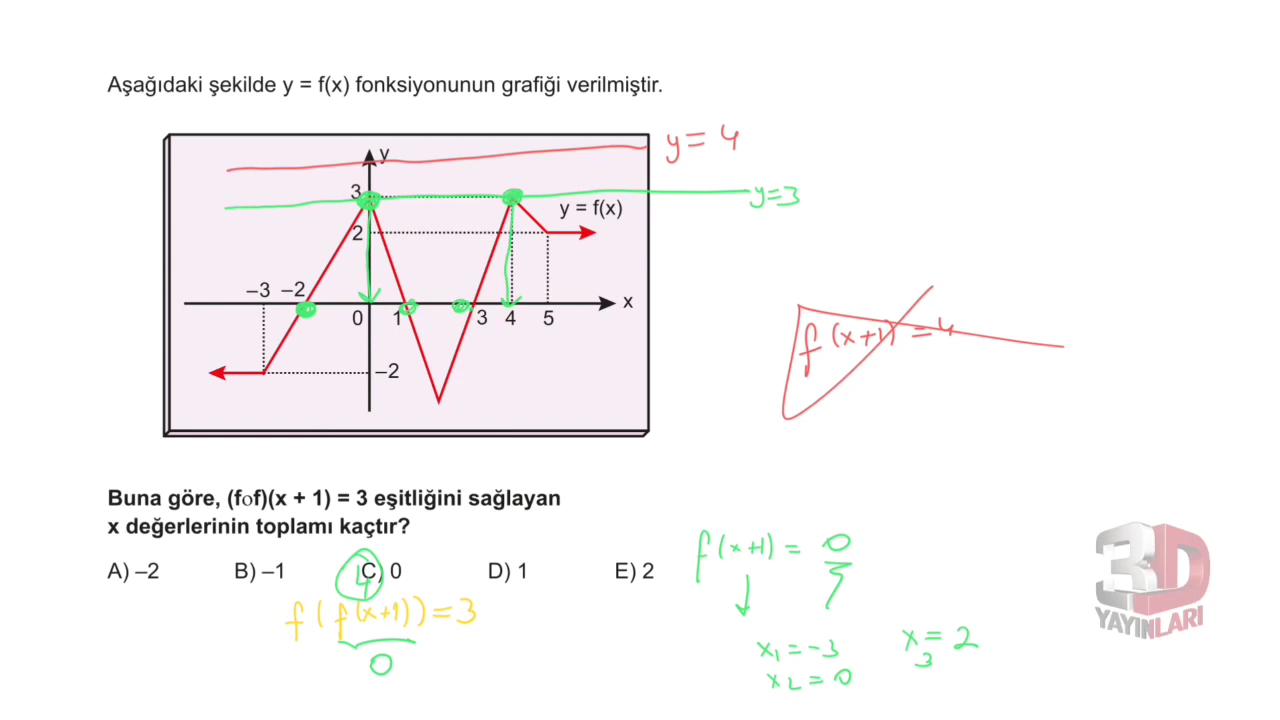 Aşağıdaki şekilde y = f(x) fonksiyonunun grafiği verilmiştir.
y = 4
y
3
y=3
y = f(x)
2
–3 –2
x
0 1 3 4 5
–2
f(x+1) = 4
Buna göre, (fof)(x + 1) = 3 eşitliğini sağlayan
x değerlerinin toplamı kaçtır?
A) –2 B) –1 C) 0 D) 1 E) 2
4
f(x+1) = 0
f(f(x+1)) = 3
0
x₁ = -3
x₂ = 0
x₃ = 2
3D
YAYINLARI